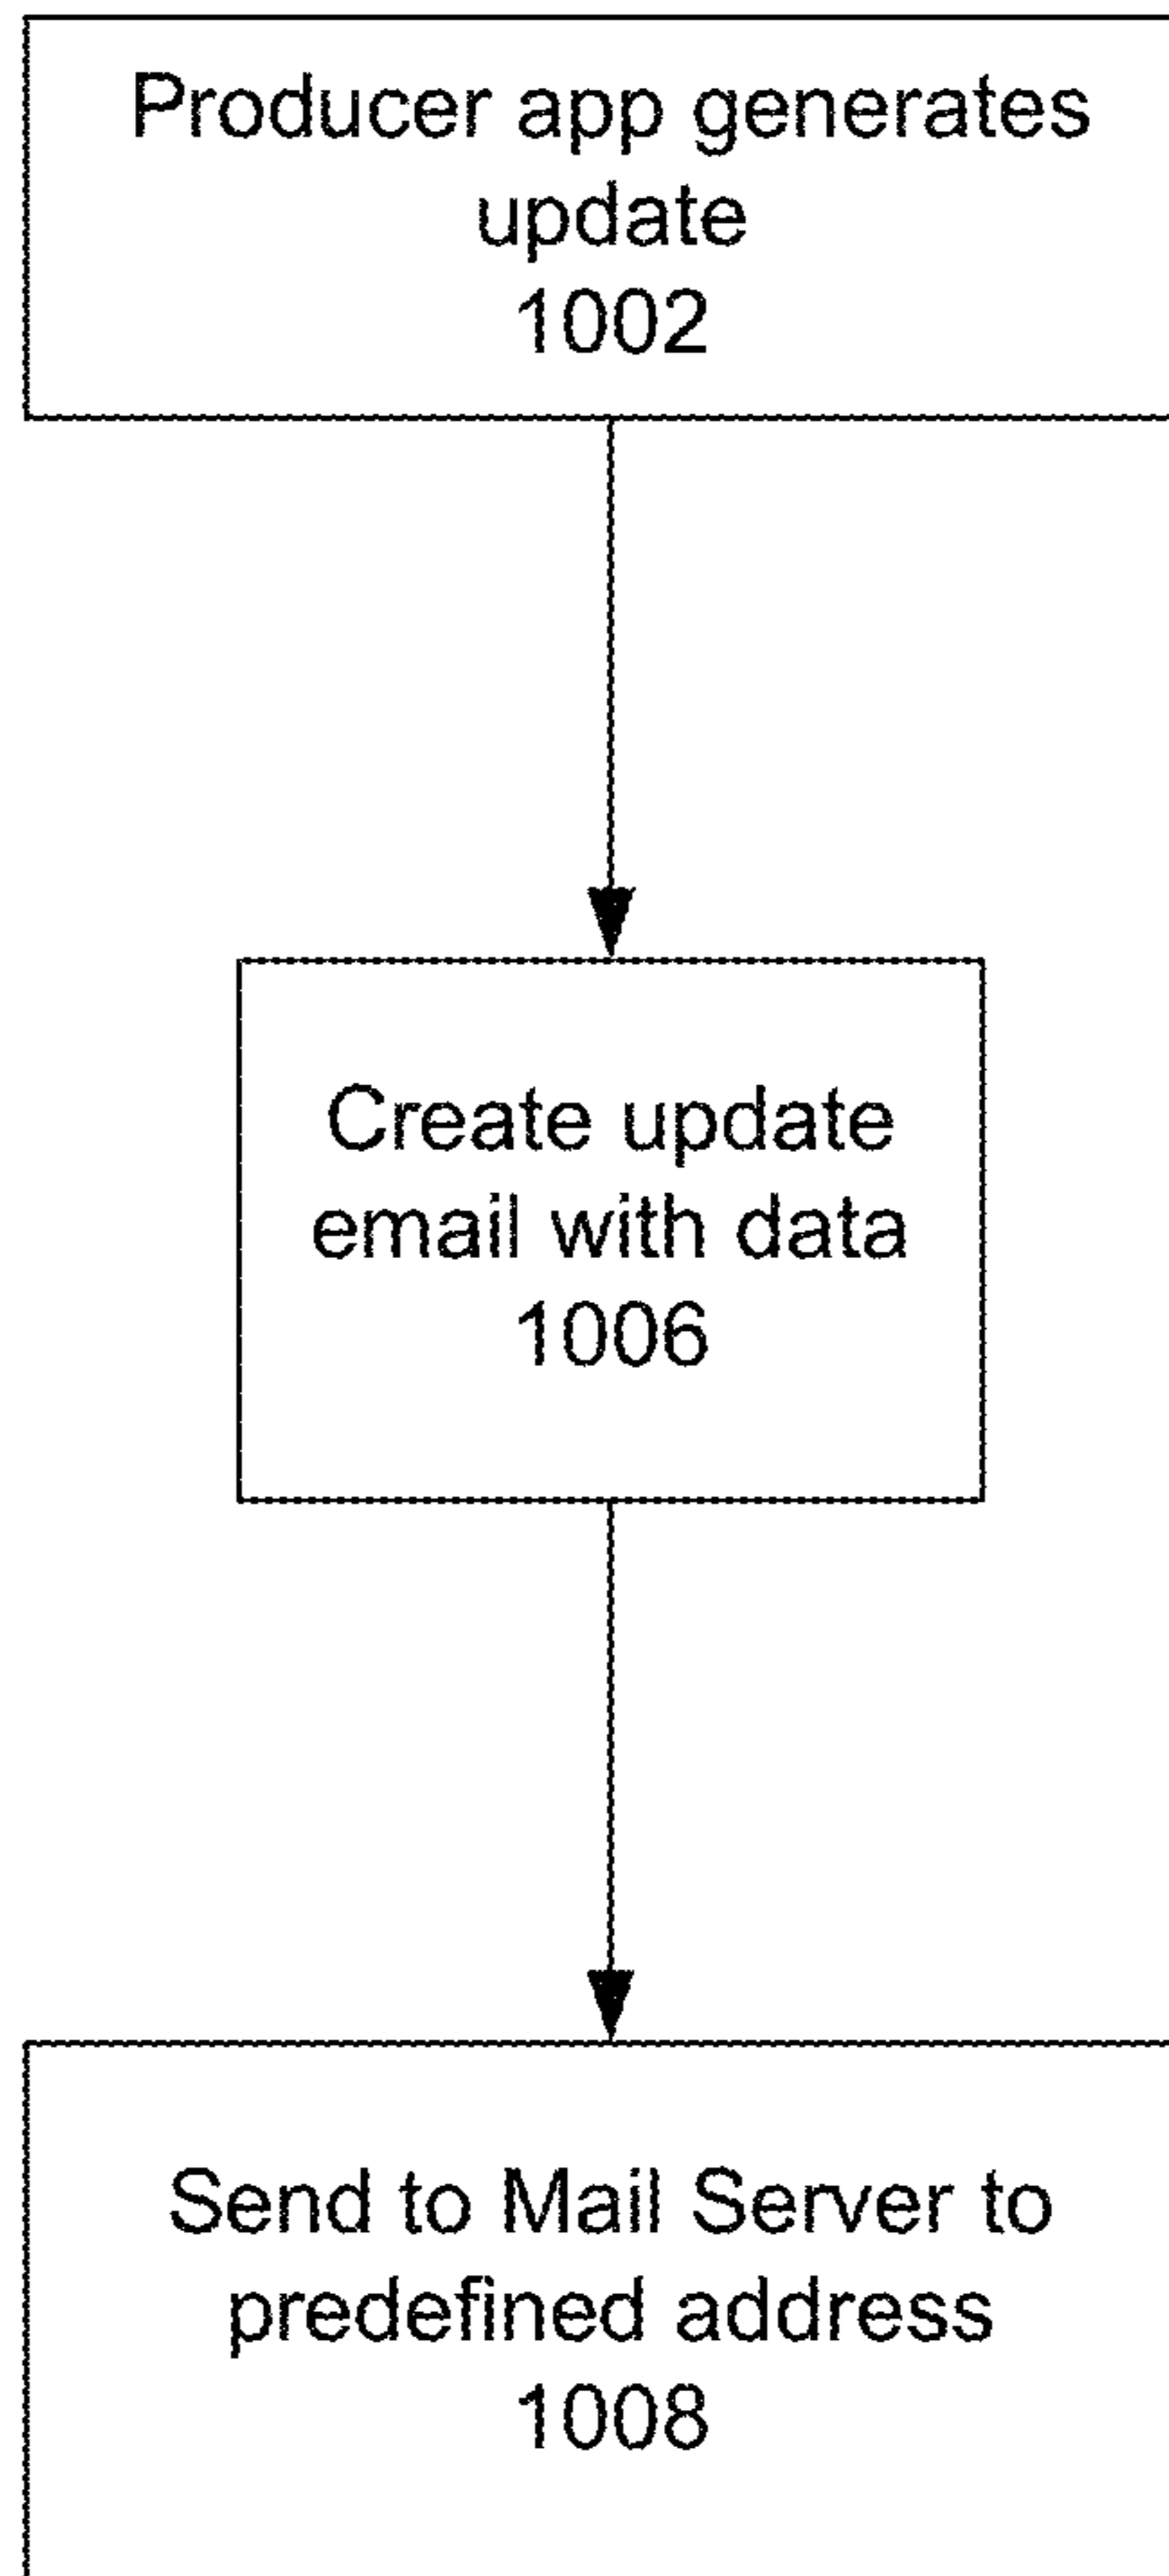 Producer app generates
update
1002
Create update
email with data
1006
Send to Mail Server to
predefined address
1008